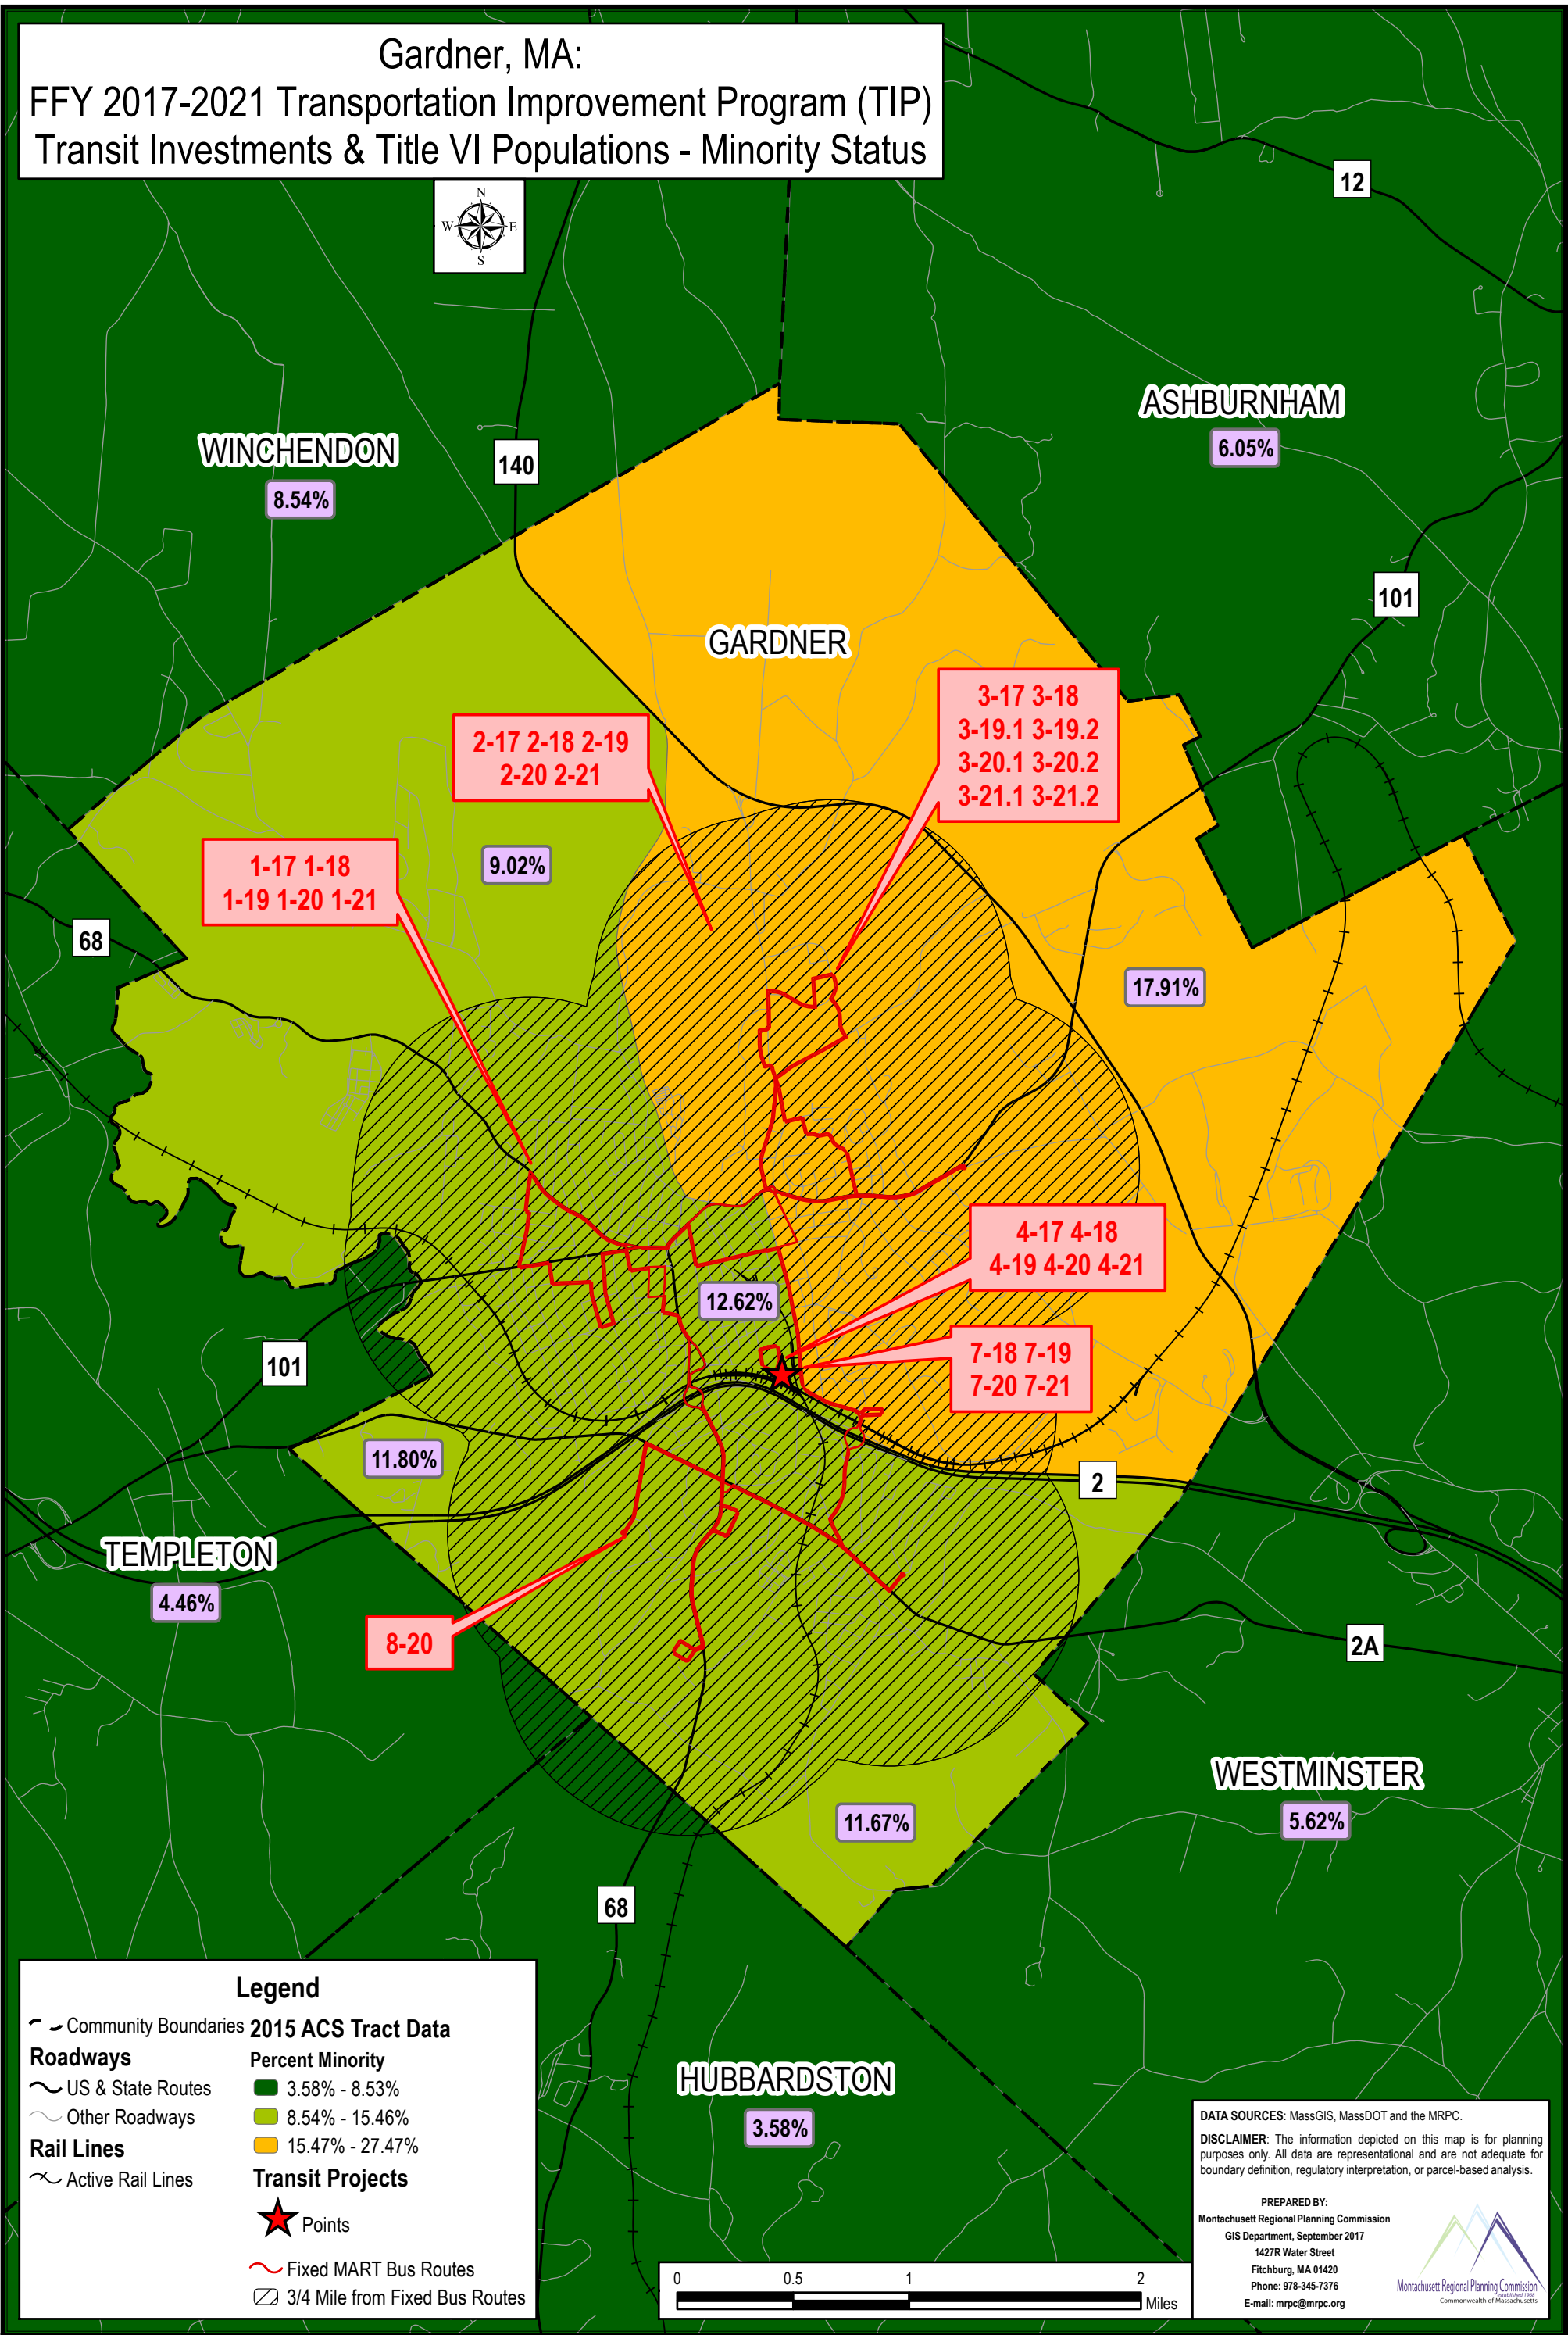 Gardner, MA:
FFY 2017-2021 Transportation Improvement Program (TIP)
Transit Investments & Title VI Populations - Minority Status
N
W E
S
12
ASHBURNHAM
6.05%
WINCHENDON
8.54%
140
101
GARDNER
3-17 3-18
3-19.1 3-19.2
3-20.1 3-20.2
3-21.1 3-21.2
2-17 2-18 2-19
2-20 2-21
1-17 1-18
1-19 1-20 1-21
9.02%
68
17.91%
4-17 4-18
4-19 4-20 4-21
12.62%
7-18 7-19
7-20 7-21
101
11.80%
2
TEMPLETON
4.46%
8-20
2A
WESTMINSTER
5.62%
11.67%
68
HUBBARDSTON
3.58%
Legend
Community Boundaries
Roadways
US & State Routes
Other Roadways
Rail Lines
Active Rail Lines
2015 ACS Tract Data
Percent Minority
3.58% - 8.53%
8.54% - 15.46%
15.47% - 27.47%
Transit Projects
Points
Fixed MART Bus Routes
3/4 Mile from Fixed Bus Routes
0 0.5 1 2
Miles
DATA SOURCES: MassGIS, MassDOT and the MRPC.
DISCLAIMER: The information depicted on this map is for planning
purposes only. All data are representational and are not adequate for
boundary definition, regulatory interpretation, or parcel-based analysis.
PREPARED BY:
Montachusett Regional Planning Commission
GIS Department, September 2017
1427R Water Street
Fitchburg, MA 01420
Phone: 978-345-7376
E-mail: mrpc@mrpc.org
Montachusett Regional Planning Commission
established 1968
Commonwealth of Massachusetts